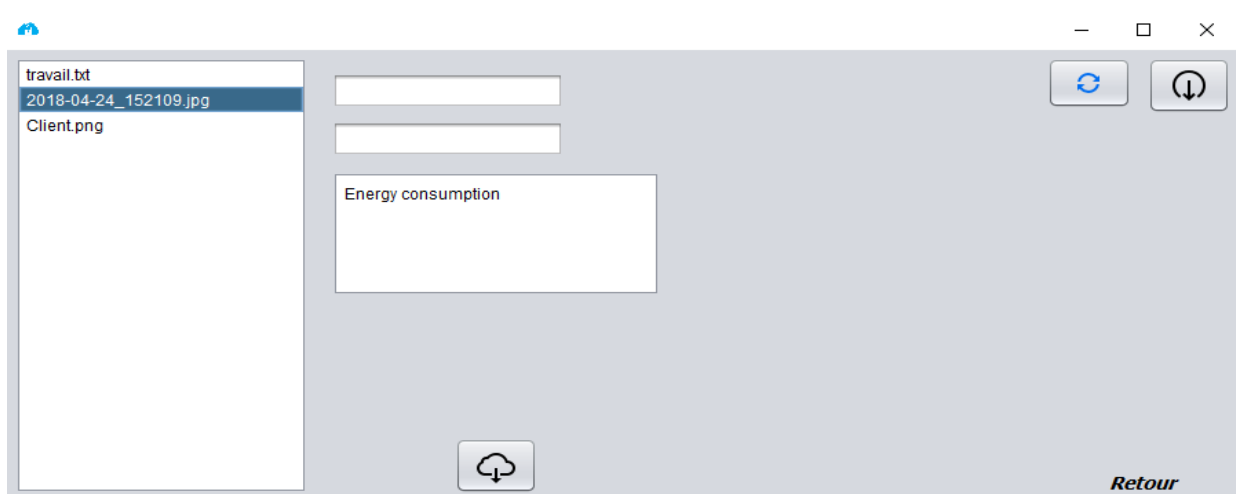 travail.txt
2018-04-24_152109.jpg
Client.png
Energy consumption
Retour